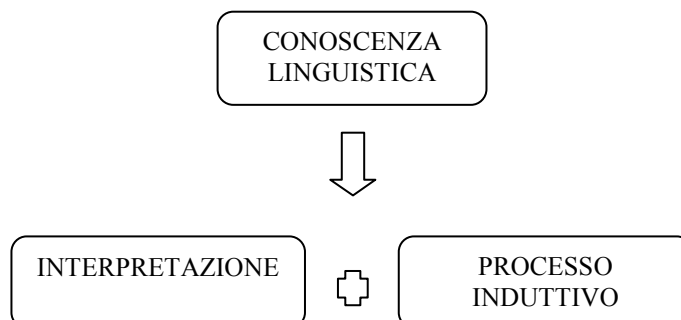 CONOSCENZA
LINGUISTICA
INTERPRETAZIONE
PROCESSO
INDUTTIVO